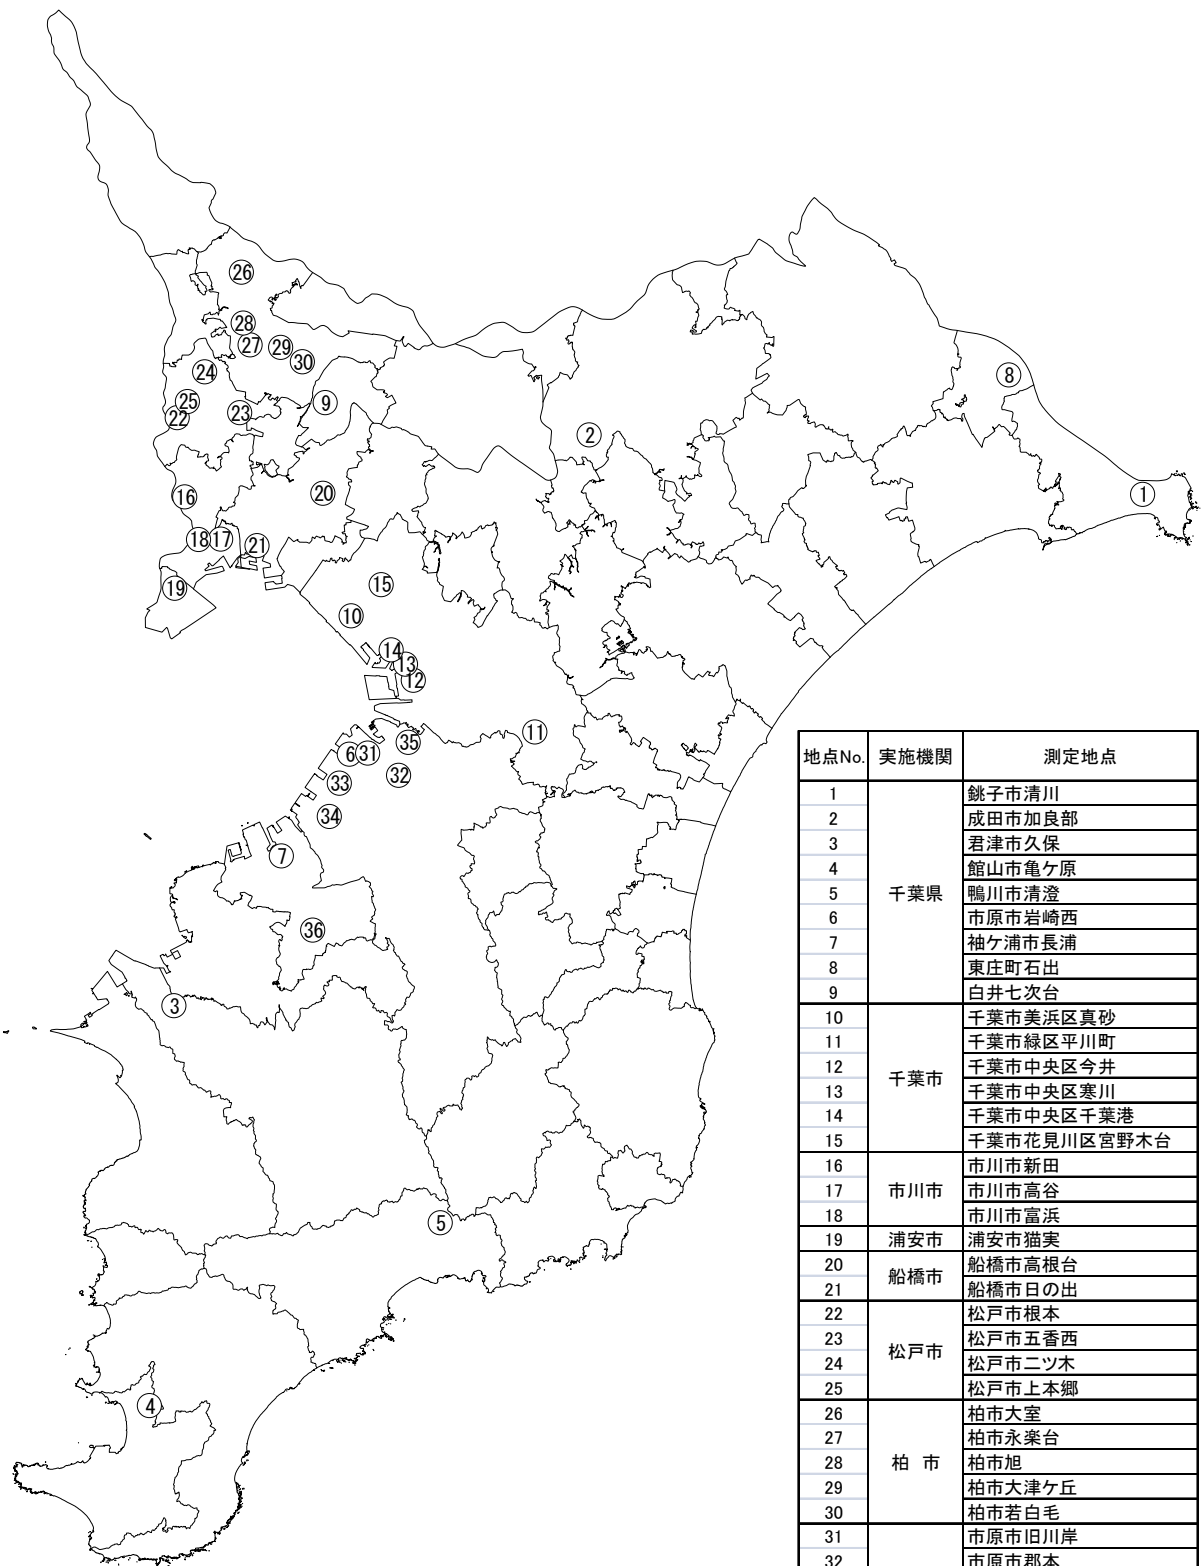 ㉖
㉘
㉗ ㉙
㉚
㉔
⑧
㉕
⑨
㉒ ㉓
②
⑯ ⑳ ①
⑱ ⑰ ㉑
⑲ ⑮
⑩
⑭
⑬
⑫
⑪
㉟
⑥ ㉛
㉜
㉝
㉞
⑦
㊱
③
⑤
④
地点No. 実施機関 測定地点
1 千葉県 銚子市清川
2 成田市加良部
3 君津市久保
4 館山市亀ケ原
5 鴨川市清澄
6 市原市岩崎西
7 袖ケ浦市長浦
8 東庄町石出
9 白井七次台
10 千葉市 千葉市美浜区真砂
11 千葉市緑区平川町
12 千葉市中央区今井
13 千葉市中央区寒川
14 千葉市中央区千葉港
15 千葉市花見川区宮野木台
16 市川市 市川市新田
17 市川市高谷
18 市川市富浜
19 浦安市 浦安市猫実
20 船橋市 船橋市高根台
21 船橋市日の出
22 松戸市 松戸市根本
23 松戸市五香西
24 松戸市二ツ木
25 松戸市上本郷
26 柏 市 柏市大室
27 柏市永楽台
28 柏市旭
29 柏市大津ケ丘
30 柏市若白毛
31 市原市旧川岸
32 市原市郡本